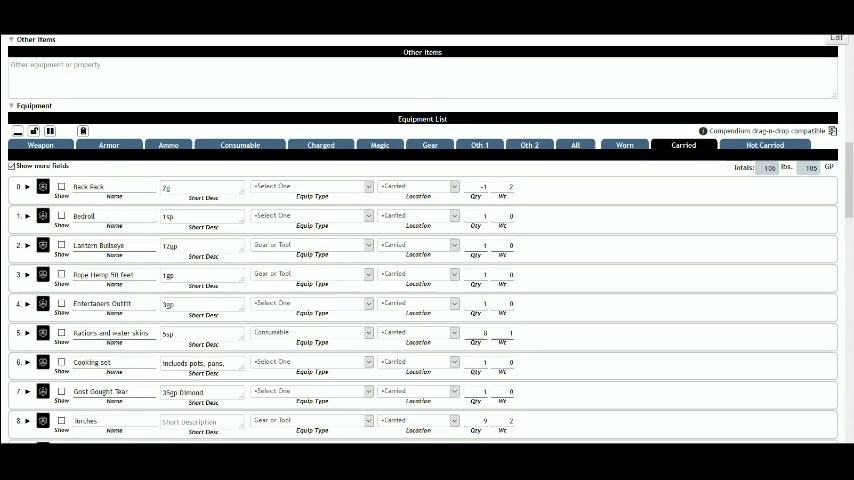 Other Items Edit
Other Items
Other equipment or property
Equipment
Equipment List
Compendium drag-n-drop compatible
Weapon Armor Ammo Consumable Charged Magic Gear Oth 1 Oth 2 All Worn Carried Not Carried
Show more fields Totals: 106 lbs. 105 GP
0. Back Pack 2g •Select One •Carried -1 2
Show Name Short Desc Equip Type Location Qty Wt
1. Bedroll 1sp •Select One •Carried 1 0
Show Name Short Desc Equip Type Location Qty Wt
2. Lantern Bullseye 12gp Gear or Tool •Carried 1 0
Show Name Short Desc Equip Type Location Qty Wt
3. Rope Hemp 50 feet 1gp Gear or Tool •Carried 1 0
Show Name Short Desc Equip Type Location Qty Wt
4. Entertaners Outfit 3gp •Select One •Carried 1 0
Show Name Short Desc Equip Type Location Qty Wt
5. Rations and water skins 5sp Consumable •Carried 8 1
Show Name Short Desc Equip Type Location Qty Wt
6. Cooking set incluods pots, pans, •Select One •Carried 1 0
Show Name Short Desc Equip Type Location Qty Wt
7. Gost Gought Tear 35gp Dimond •Select One •Carried 1 0
Show Name Short Desc Equip Type Location Qty Wt
8. Torches Short Description Gear or Tool •Carried 9 2
Show Name Short Desc Equip Type Location Qty Wt